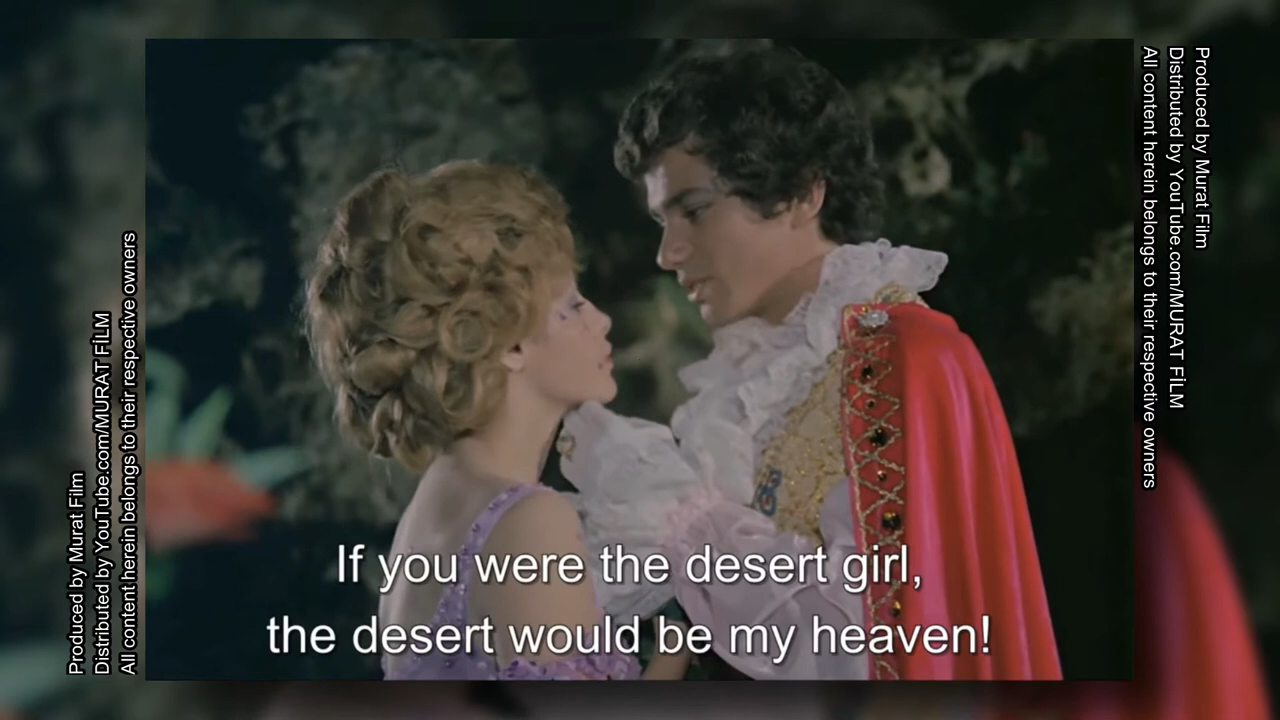 Produced by Murat Film
Distributed by YouTube.com/MURAT FİLM
All content herein belongs to their respective owners
If you were the desert girl,
the desert would be my heaven!
Produced by Murat Film
Distributed by YouTube.com/MURAT FİLM
All content herein belongs to their respective owners